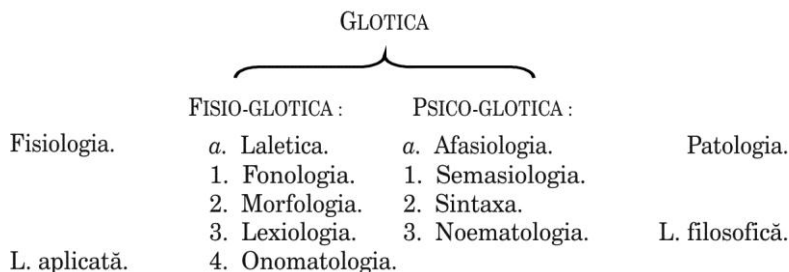 GLOTICA
FISIO-GLOTICA : PSICO-GLOTICA :
Fisiologia. a. Laletica. a. Afasiologia. Patologia.
1. Fonologia. 1. Semasiologia.
2. Morfologia. 2. Sintaxa.
3. Lexiologia. 3. Noematologia. L. filosofică.
L. aplicată. 4. Onomatologia.